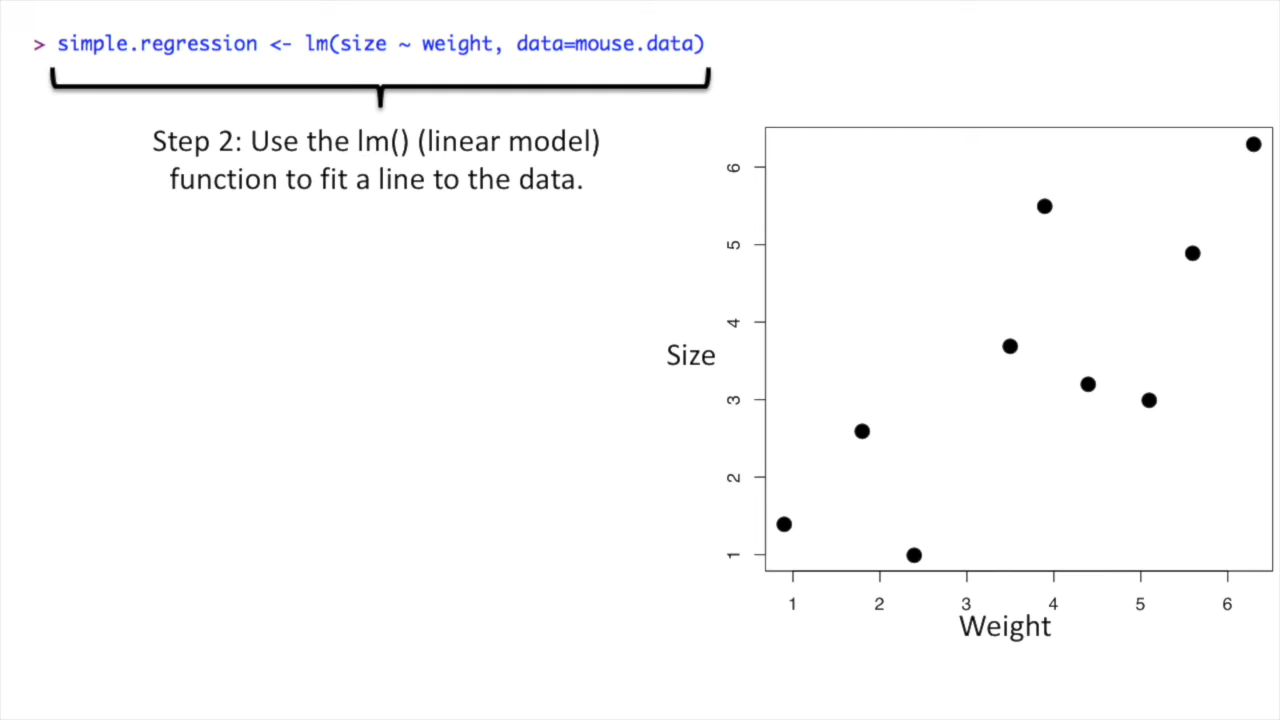 > simple.regression <- lm(size ~ weight, data=mouse.data)
Step 2: Use the lm() (linear model)
function to fit a line to the data.
6
5
4
Size
3
2
1
1 2 3 4 5 6
Weight